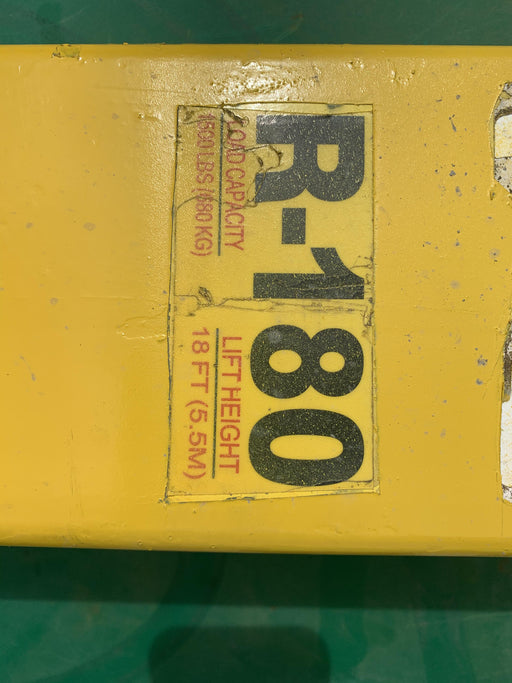 R-180
LOAD CAPACITY
1500 LBS (680 KG)
LIFT HEIGHT
18 FT (5.5M)